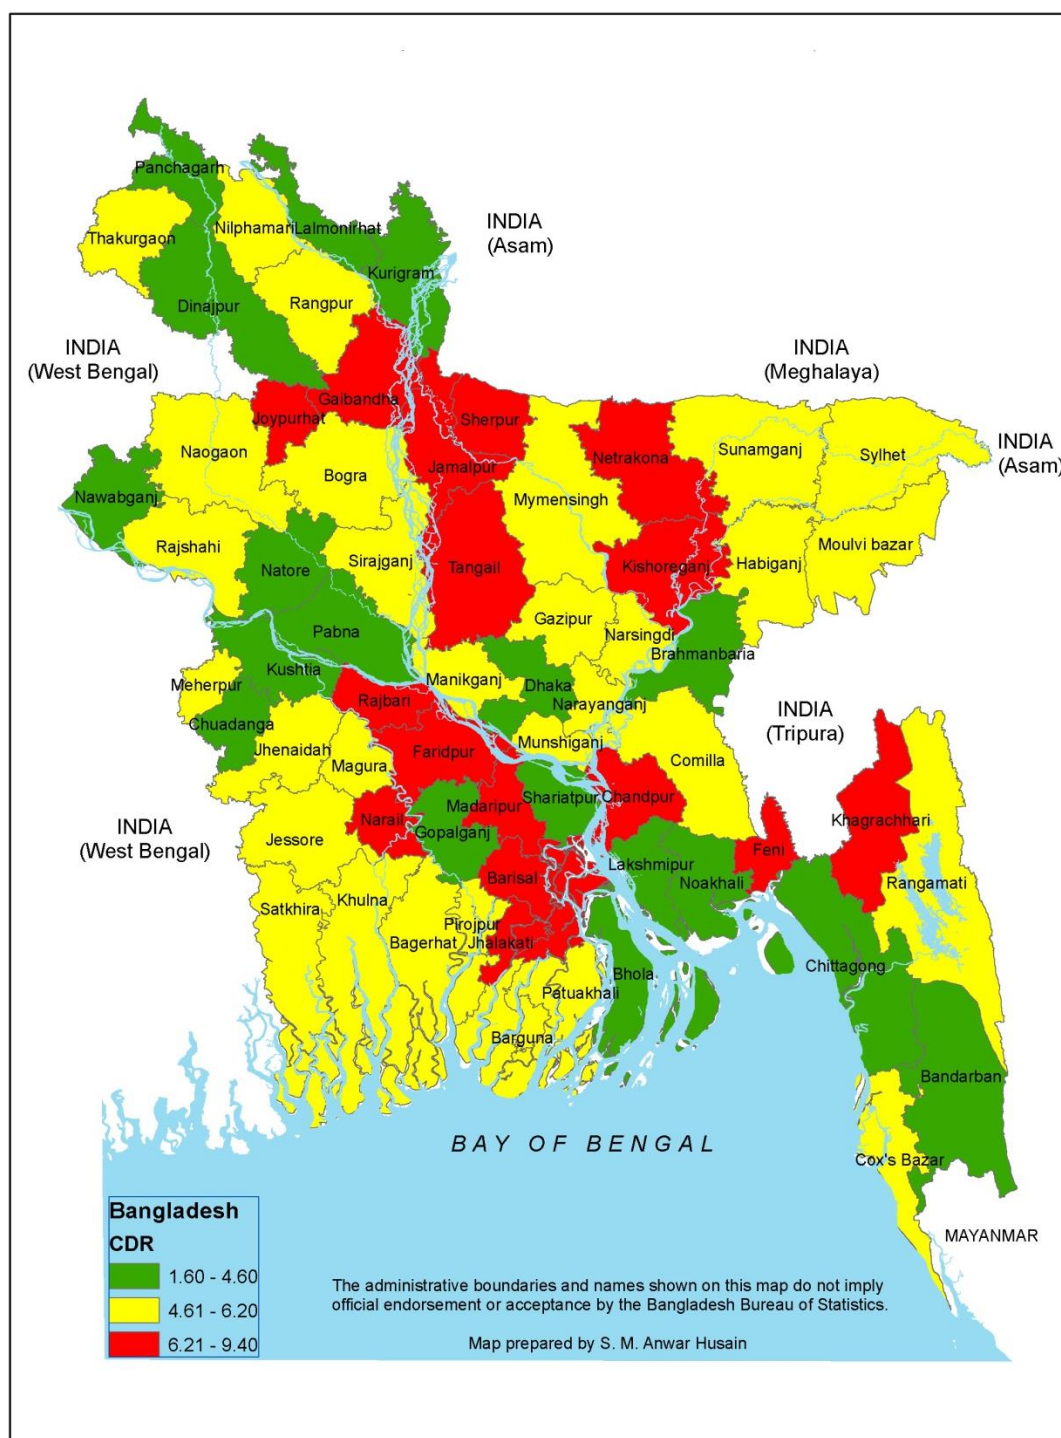 Panchagarh
INDIA
(Asam)
Nilphamari
Lalmonirhat
Thakurgaon
Kurigram
Dinajpur
Rangpur
INDIA
(West Bengal)
INDIA
(Meghalaya)
Gaibandha
Joypurhat
Sherpur
Naogaon
Sunamganj
Sylhet
INDIA
(Asam)
Netrakona
Jamalpur
Bogra
Nawabganj
Mymensingh
Rajshahi
Moulvi bazar
Sirajganj
Habiganj
Tangail
Kishoreganj
Natore
Gazipur
Pabna
Narsingdi
Brahmanbaria
Kushtia
Manikganj
Meherpur
Dhaka
Rajbari
Narayanganj
INDIA
(Tripura)
Chuadanga
Jhenaidah
Faridpur
Munshiganj
Comilla
Magura
Shariatpur
Chandpur
Madaripur
Khagrachhari
INDIA
(West Bengal)
Narail
Gopalganj
Jessore
Feni
Lakshmipur
Barisal
Noakhali
Rangamati
Satkhira
Khulna
Pirojpur
Bagerhat
Jhalakati
Bhola
Chittagong
Patuakhali
Barguna
Bandarban
BAY OF BENGAL
Cox's Bazar
MAYANMAR
Bangladesh
CDR
1.60 - 4.60
4.61 - 6.20
6.21 - 9.40
The administrative boundaries and names shown on this map do not imply
official endorsement or acceptance by the Bangladesh Bureau of Statistics.
Map prepared by S. M. Anwar Husain